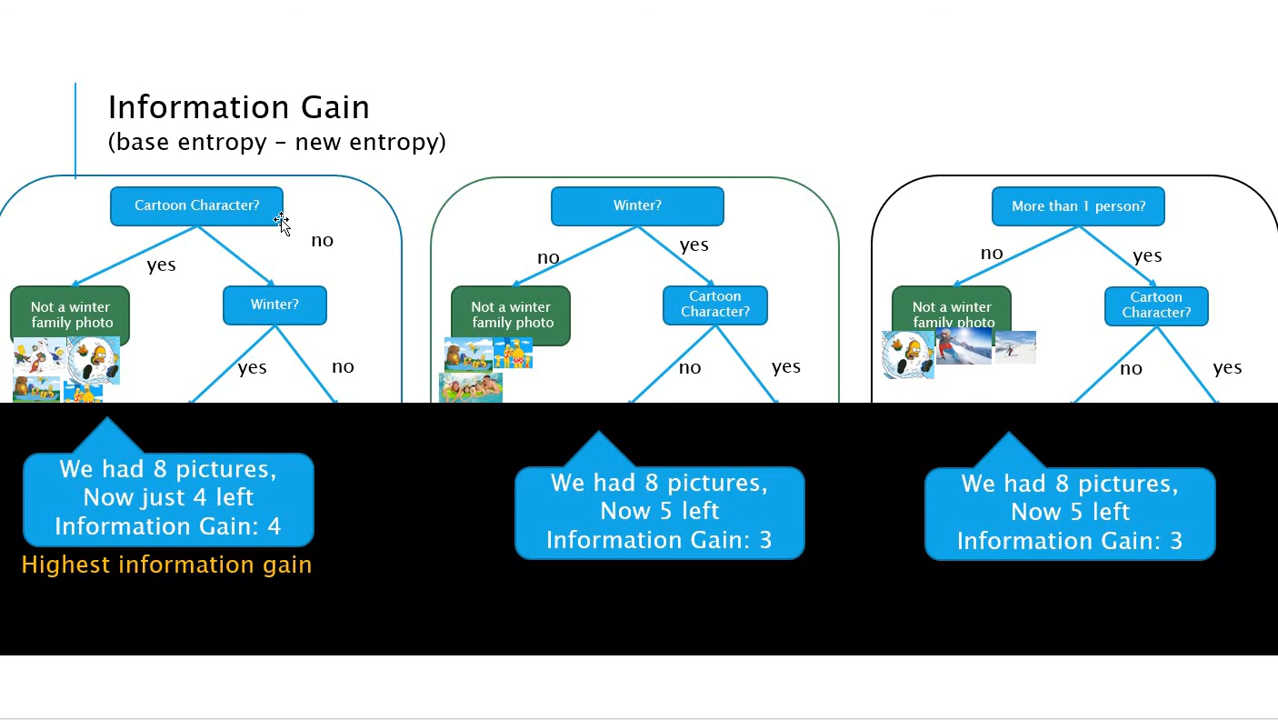 Information Gain
(base entropy – new entropy)
Cartoon Character?
no
yes
Not a winter
family photo
Winter?
yes
no
We had 8 pictures,
Now just 4 left
Information Gain: 4
Highest information gain
Winter?
no
yes
Not a winter
family photo
Cartoon
Character?
no
yes
We had 8 pictures,
Now 5 left
Information Gain: 3
More than 1 person?
no
yes
Not a winter
family photo
Cartoon
Character?
no
yes
We had 8 pictures,
Now 5 left
Information Gain: 3